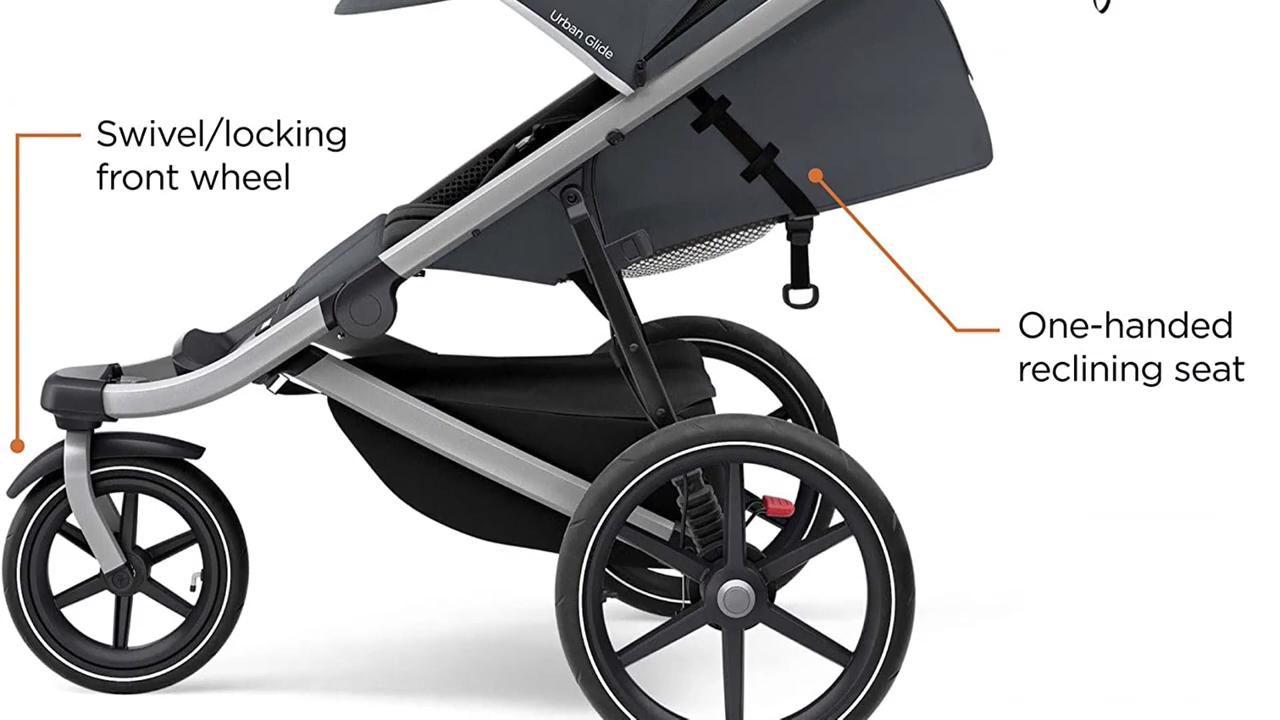 Urban Glide
Swivel/locking
front wheel
One-handed
reclining seat